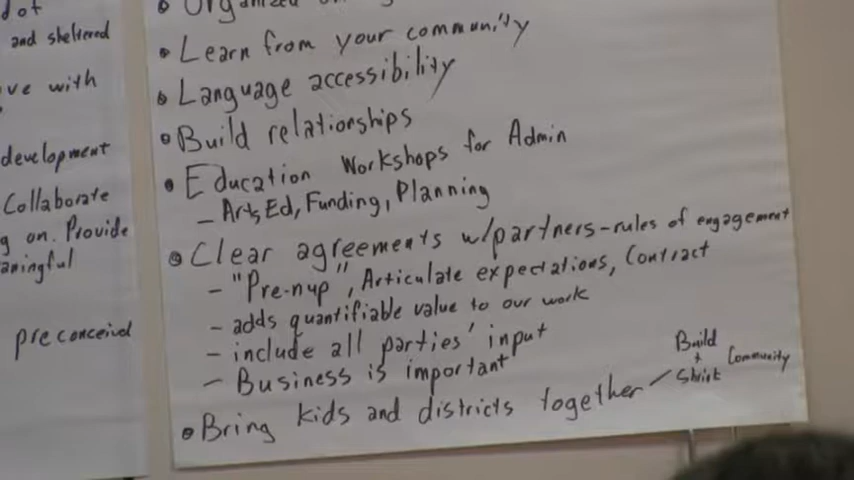 dot
and sheltered
ve with
development
Collaborate
g on. Provide
aningful
preconceived
• Organized
• Learn from your community
• Language accessibility
• Build relationships
• Education Workshops for Admin
– Arts Ed, Funding, Planning
• Clear agreements w/partners – rules of engagement
– "Pre-nup", Articulate expectations, Contract
– adds quantifiable value to our work
– include all parties' input
– Business is important
• Bring kids and districts together – Build + Community